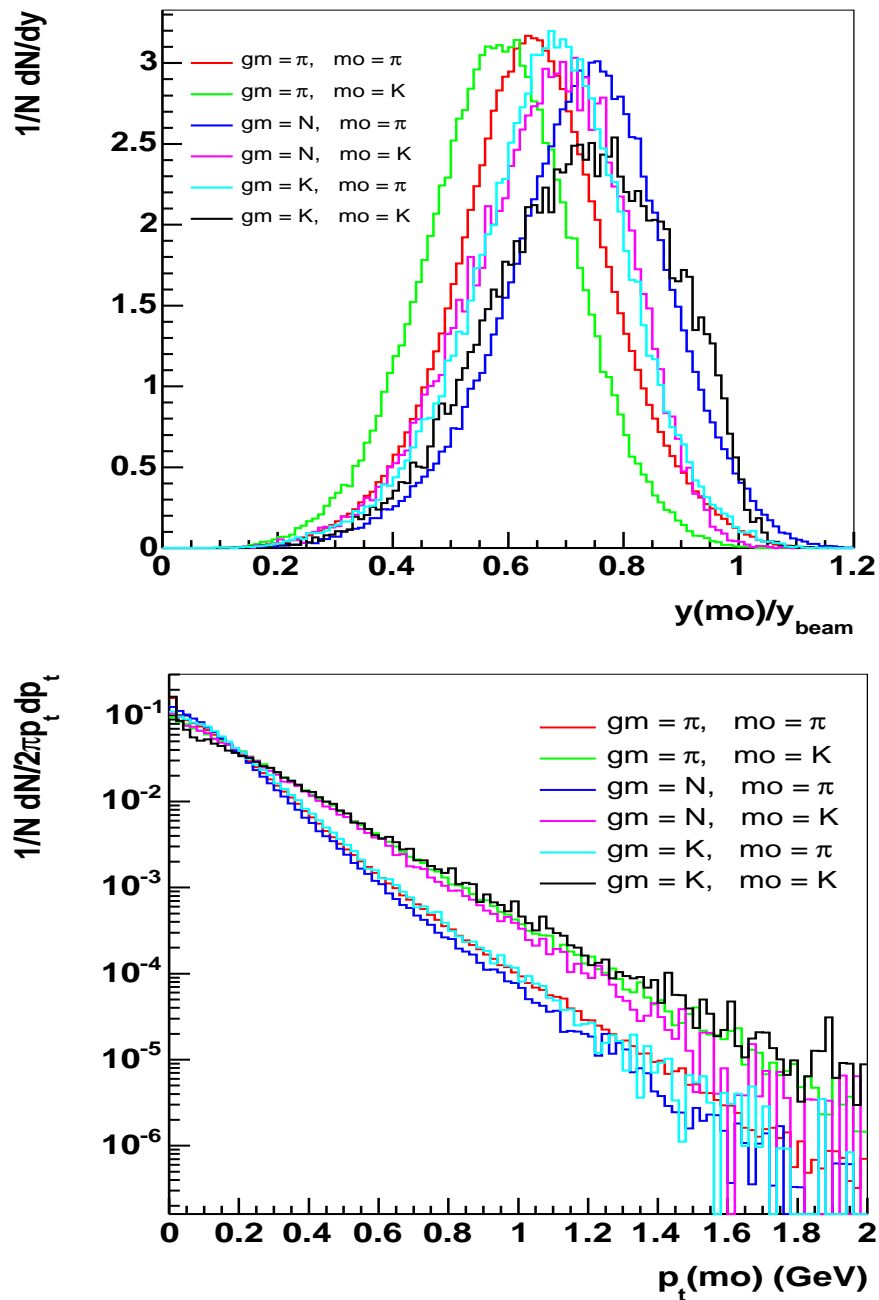 1/N dN/dy
gm = π, mo = π
gm = π, mo = K
gm = N, mo = π
gm = N, mo = K
gm = K, mo = π
gm = K, mo = K
3
2.5
2
1.5
1
0.5
0
0 0.2 0.4 0.6 0.8 1 1.2
y(mo)/y_beam
1/N dN/2πp_t dp_t
gm = π, mo = π
gm = π, mo = K
gm = N, mo = π
gm = N, mo = K
gm = K, mo = π
gm = K, mo = K
10^-1
10^-2
10^-3
10^-4
10^-5
10^-6
0 0.2 0.4 0.6 0.8 1 1.2 1.4 1.6 1.8 2
p_t(mo) (GeV)